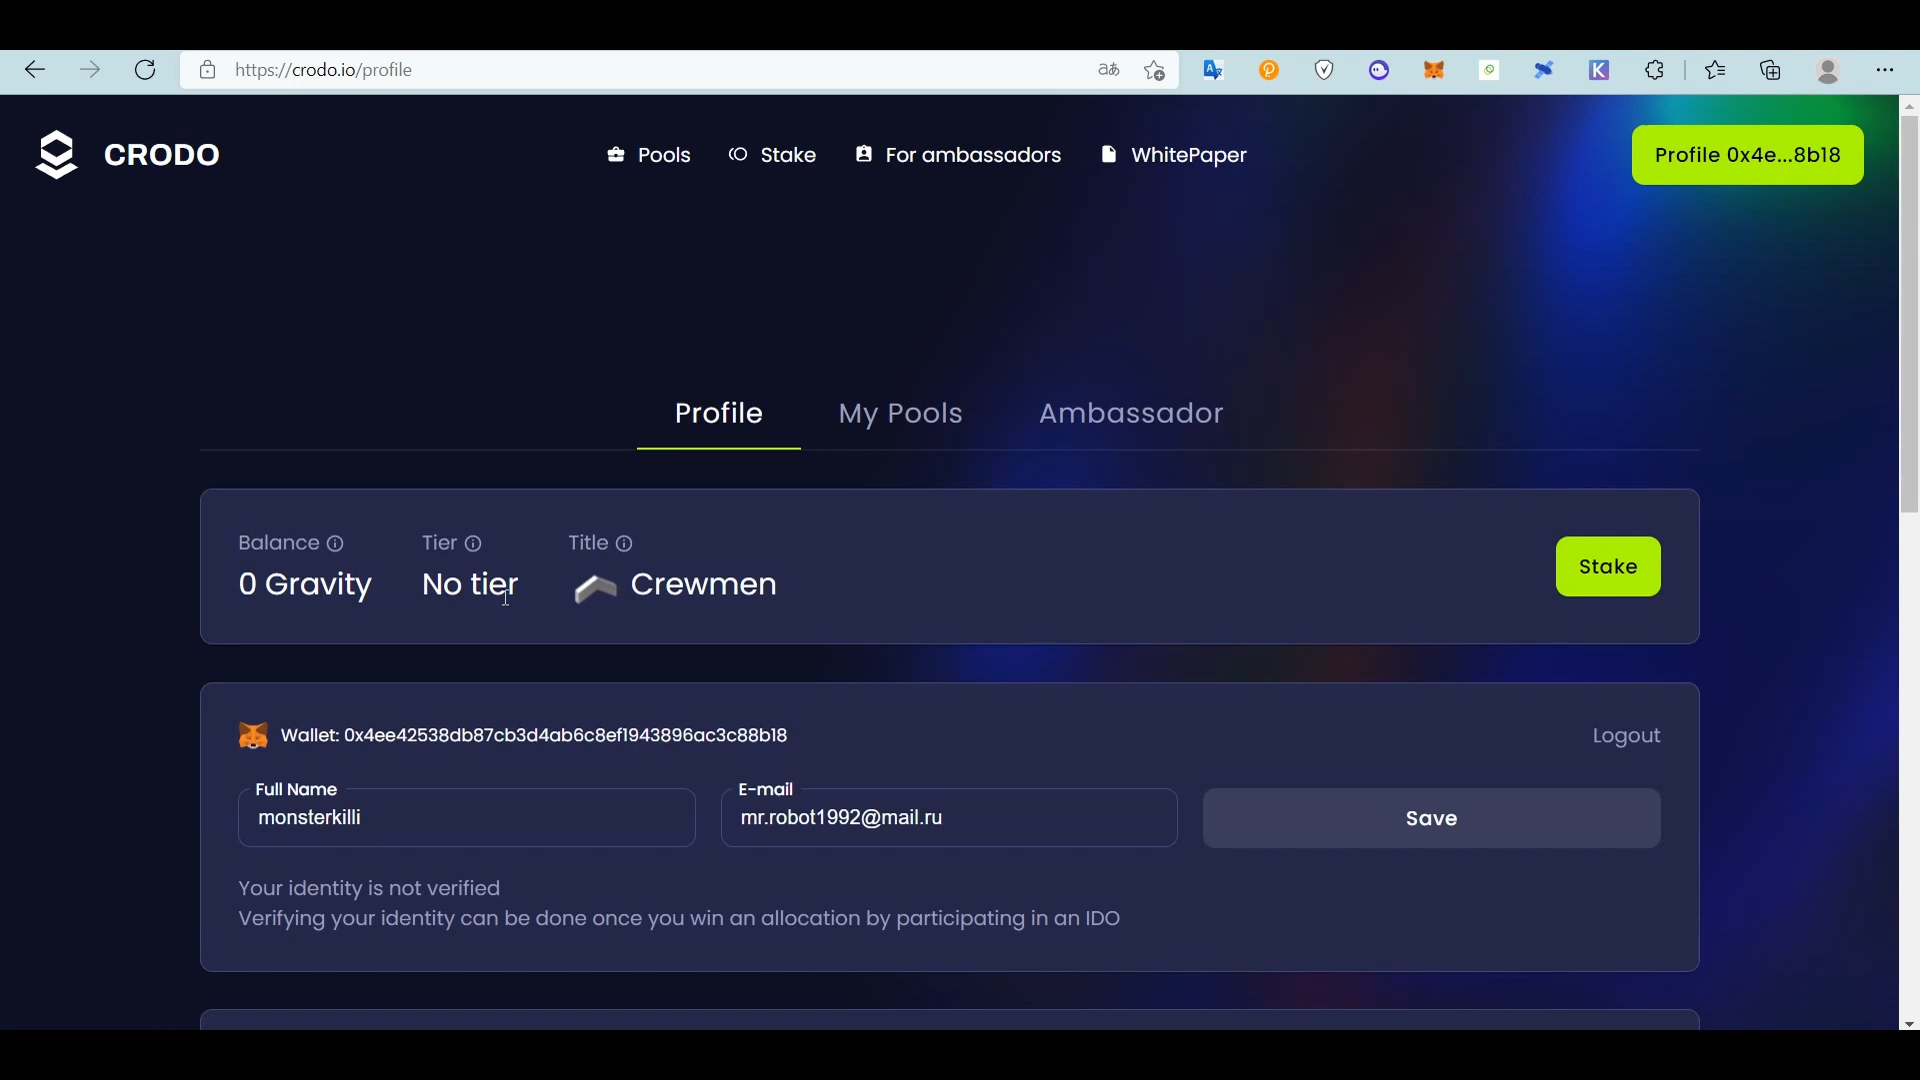 https://crodo.io/profile
CRODO
Pools
Stake
For ambassadors
WhitePaper
Profile 0x4e...8b18
Profile
My Pools
Ambassador
Balance
Tier
Title
0 Gravity
No tier
Crewmen
Stake
Wallet: 0x4ee42538db87cb3d4ab6c8ef1943896ac3c88b18
Logout
Full Name
E-mail
monsterkilli
mr.robot1992@mail.ru
Save
Your identity is not verified
Verifying your identity can be done once you win an allocation by participating in an IDO